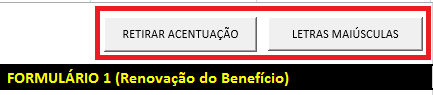 RETIRAR ACENTUAÇÃO LETRAS MAIÚSCULAS
FORMULÁRIO 1 (Renovação do Benefício)